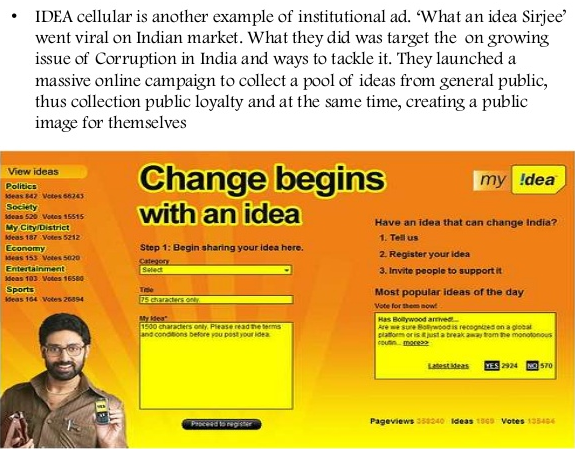 • IDEA cellular is another example of institutional ad. ‘What an idea Sirjee’
went viral on Indian market. What they did was target the on growing
issue of Corruption in India and ways to tackle it. They launched a
massive online campaign to collect a pool of ideas from general public,
thus collection public loyalty and at the same time, creating a public
image for themselves
View ideas
Politics
Ideas 842 Votes 66243
Society
Ideas 520 Votes 15515
My City/District
Ideas 187 Votes 5212
Economy
Ideas 153 Votes 5020
Entertainment
Ideas 103 Votes 16580
Sports
Ideas 164 Votes 26894
Change begins
with an idea
Step 1: Begin sharing your idea here.
Category
Select
Title
75 characters only.
My Idea*
1500 characters only. Please read the terms
and conditions before you post your idea.
Proceed to register
my !dea
Have an idea that can change India?
1. Tell us
2. Register your idea
3. Invite people to support it
Most popular ideas of the day
Vote for them now!
Has Bollywood arrived!...
Are we sure Bollywood is recognized on a global
platform or is it just a break away from the monotonous
routin... more>>
Latest Ideas YES 2924 NO 570
Pageviews 358240 Ideas 1969 Votes 135484